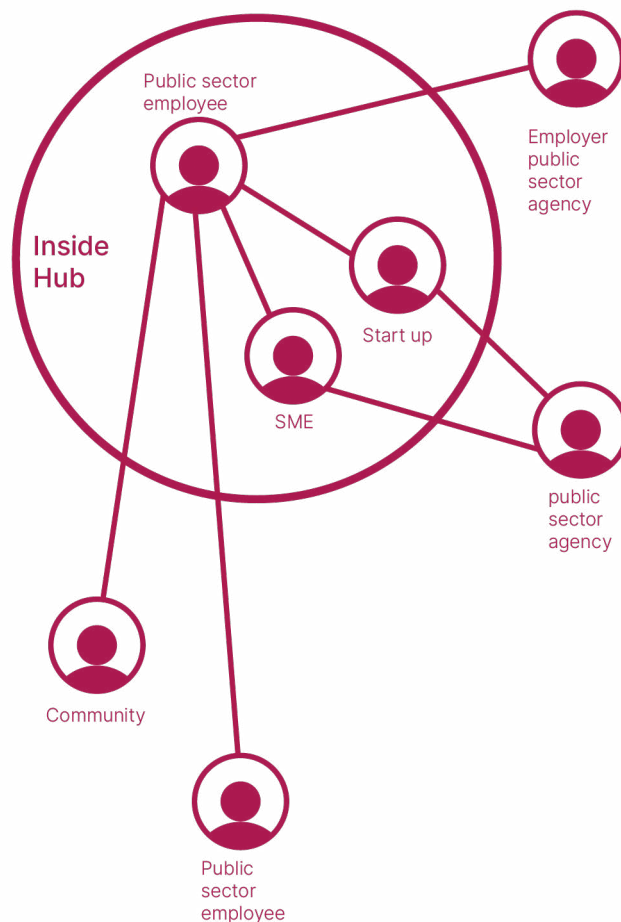 Public sector
employee
Employer
public
sector
agency
Inside
Hub
Start up
SME
public
sector
agency
Community
Public
sector
employee